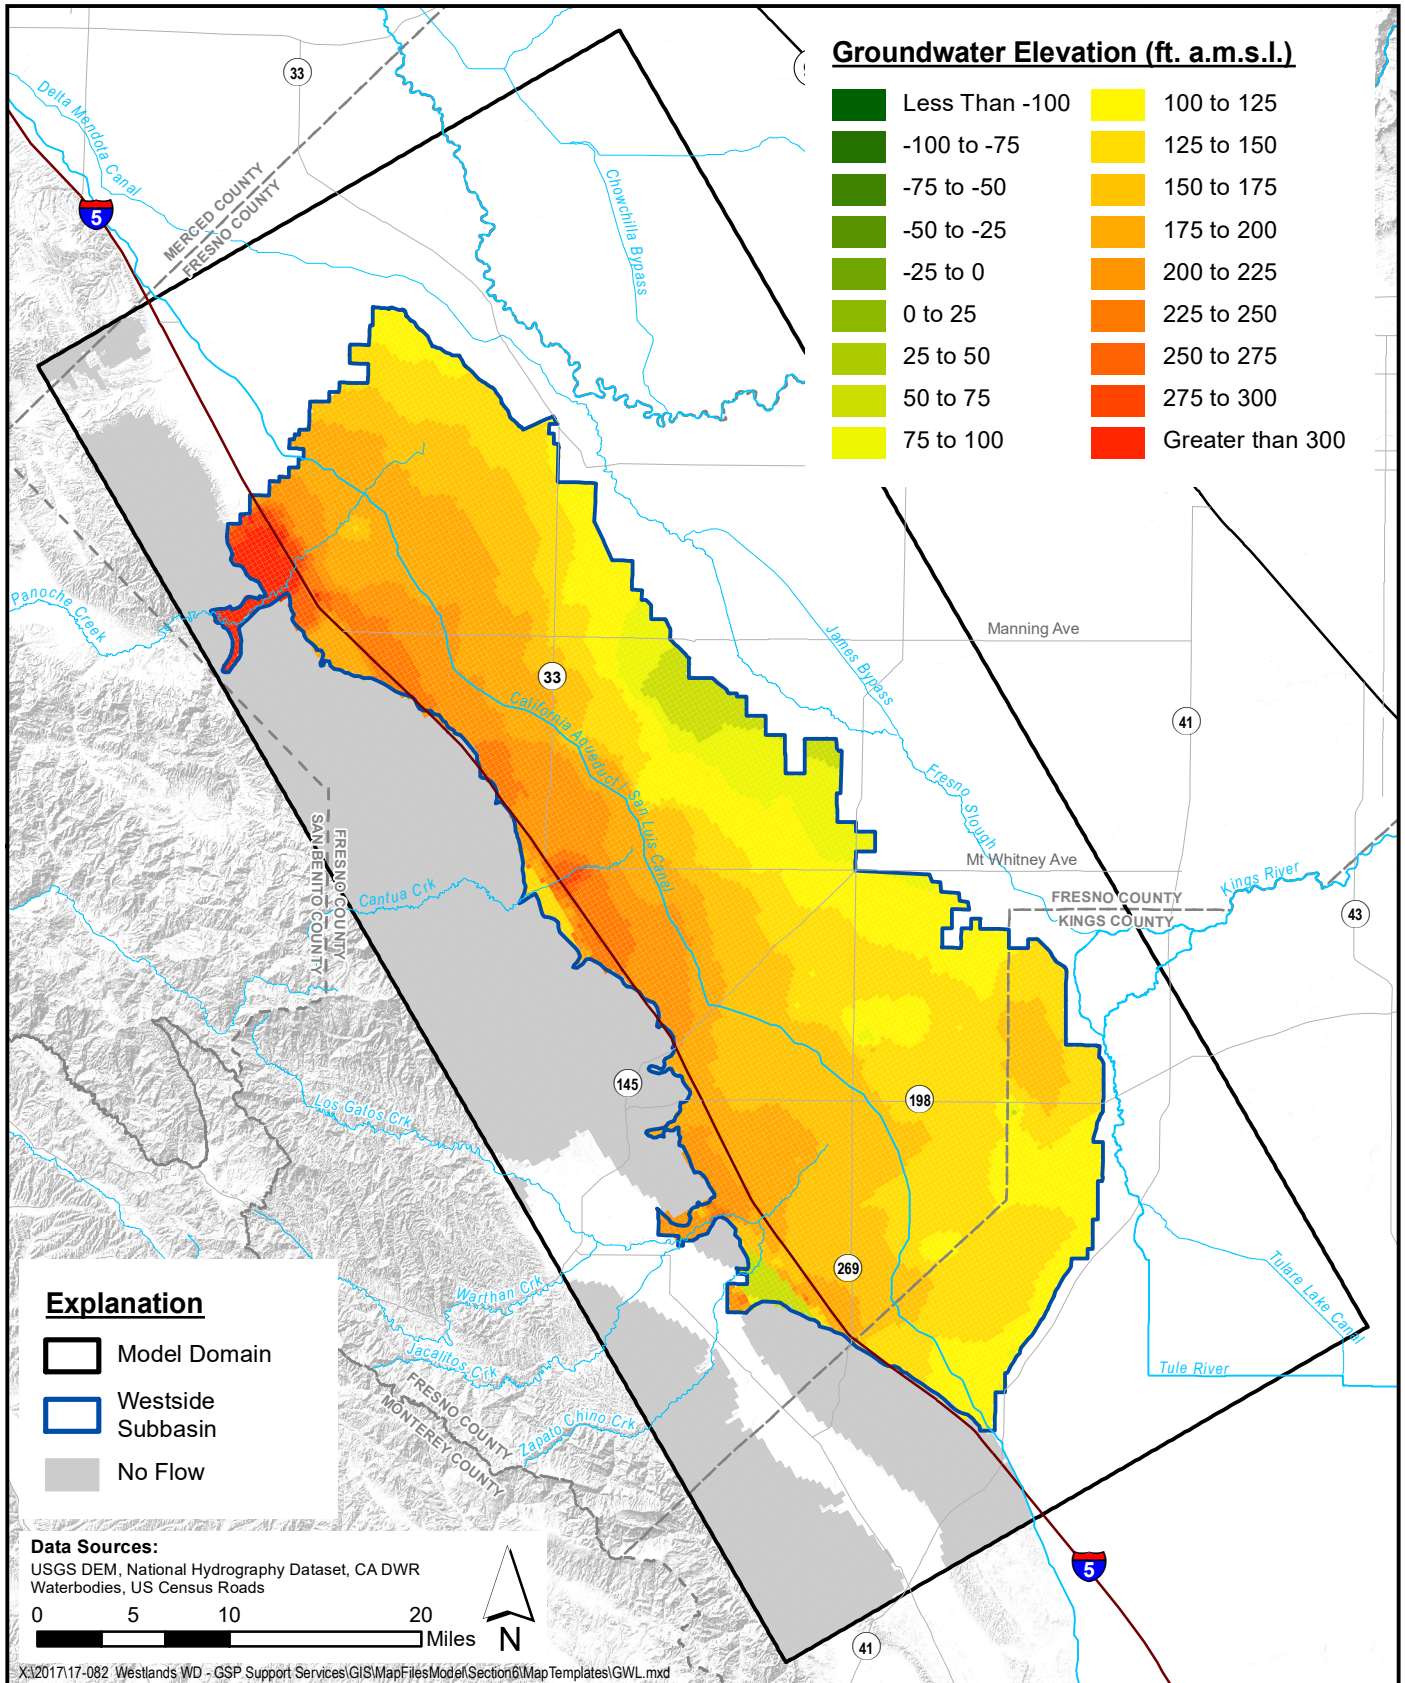 33
Delta Mendota Canal
5
MERCED COUNTY
FRESNO COUNTY
Chowchilla Bypass
Groundwater Elevation (ft. a.m.s.l.)
Less Than -100
-100 to -75
-75 to -50
-50 to -25
-25 to 0
0 to 25
25 to 50
50 to 75
75 to 100
100 to 125
125 to 150
150 to 175
175 to 200
200 to 225
225 to 250
250 to 275
275 to 300
Greater than 300
Panoche Creek
Manning Ave
James Bypass
33
41
California Aqueduct / San Luis Canal
Fresno Slough
SAN BENITO COUNTY
FRESNO COUNTY
Mt Whitney Ave
Cantua Crk
FRESNO COUNTY
KINGS COUNTY
Kings River
43
145
Los Gatos Crk
198
269
Warthan Crk
Jacalitos Crk
Tulare Lake Canal
Tule River
FRESNO COUNTY
MONTEREY COUNTY
Zapato Chino Crk
5
41
Explanation
Model Domain
Westside
Subbasin
No Flow
Data Sources:
USGS DEM, National Hydrography Dataset, CA DWR
Waterbodies, US Census Roads
0 5 10 20
Miles
N
X:\2017\17-082 Westlands WD - GSP Support Services\GIS\MapFilesModel\Section6\MapTemplates\GWL.mxd